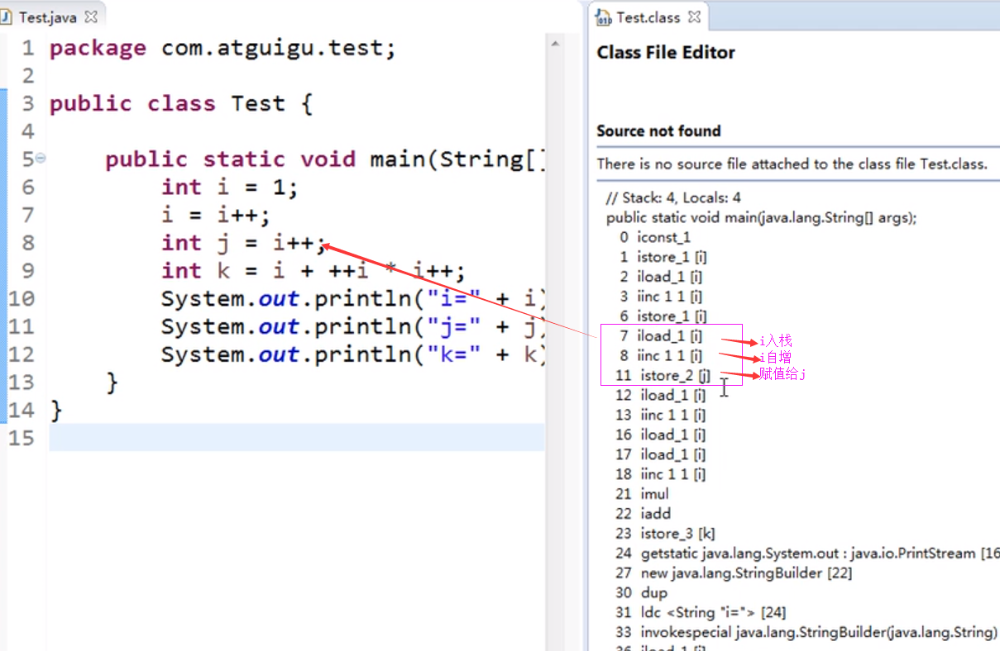 Test.java
1 package com.atguigu.test;
2
3 public class Test {
4
5 public static void main(String[]
6 int i = 1;
7 i = i++;
8 int j = i++;
9 int k = i + ++i * i++;
10 System.out.println("i=" + i)
11 System.out.println("j=" + j)
12 System.out.println("k=" + k)
13 }
14 }
15
Test.class
Class File Editor
Source not found
There is no source file attached to the class file Test.class.
// Stack: 4, Locals: 4
public static void main(java.lang.String[] args);
0 iconst_1
1 istore_1 [i]
2 iload_1 [i]
3 iinc 1 1 [i]
6 istore_1 [i]
7 iload_1 [i] i入栈
8 iinc 1 1 [i] i自增
11 istore_2 [j] 赋值给j
12 iload_1 [i]
13 iinc 1 1 [i]
16 iload_1 [i]
17 iload_1 [i]
18 iinc 1 1 [i]
21 imul
22 iadd
23 istore_3 [k]
24 getstatic java.lang.System.out : java.io.PrintStream [16
27 new java.lang.StringBuilder [22]
30 dup
31 ldc <String "i="> [24]
33 invokespecial java.lang.StringBuilder(java.lang.String)
36 iload_1 [i]